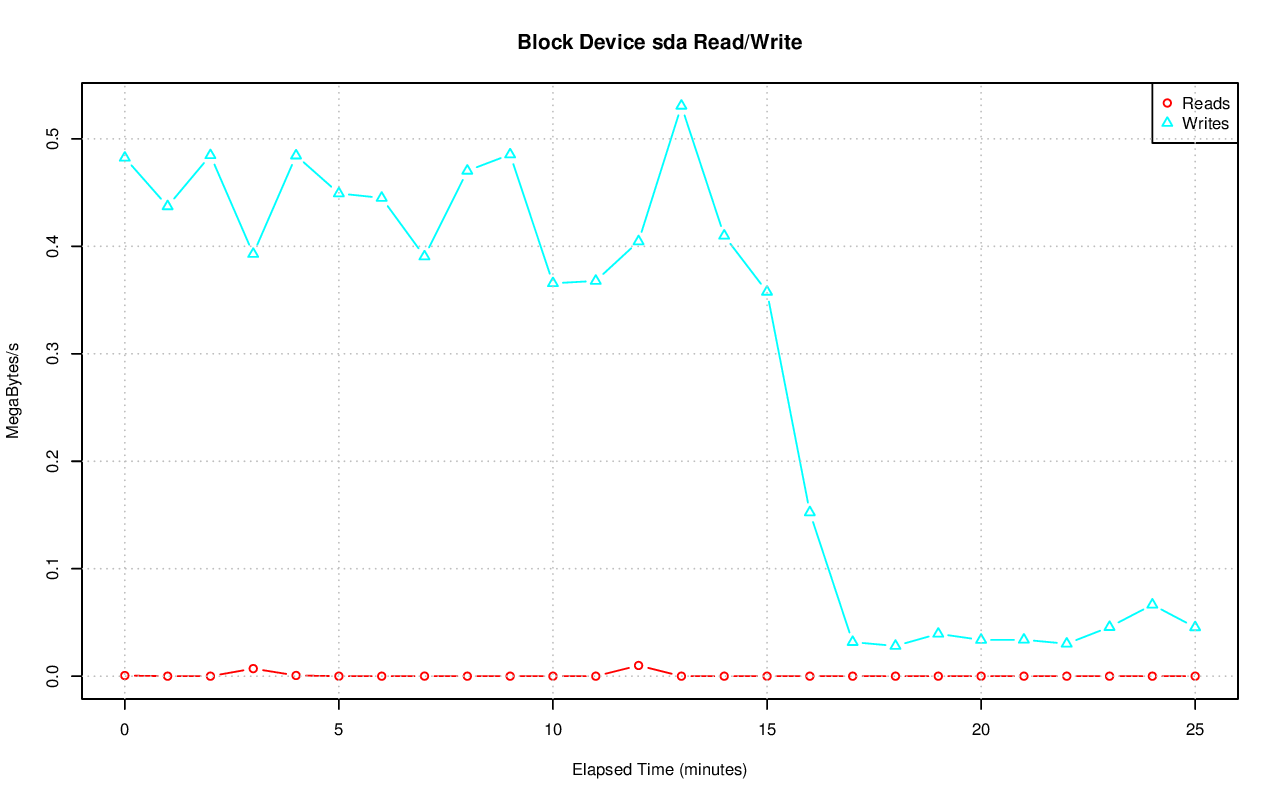 Block Device sda Read/Write
Reads
Writes
MegaBytes/s
0.5
0.4
0.3
0.2
0.1
0.0
0 5 10 15 20 25
Elapsed Time (minutes)